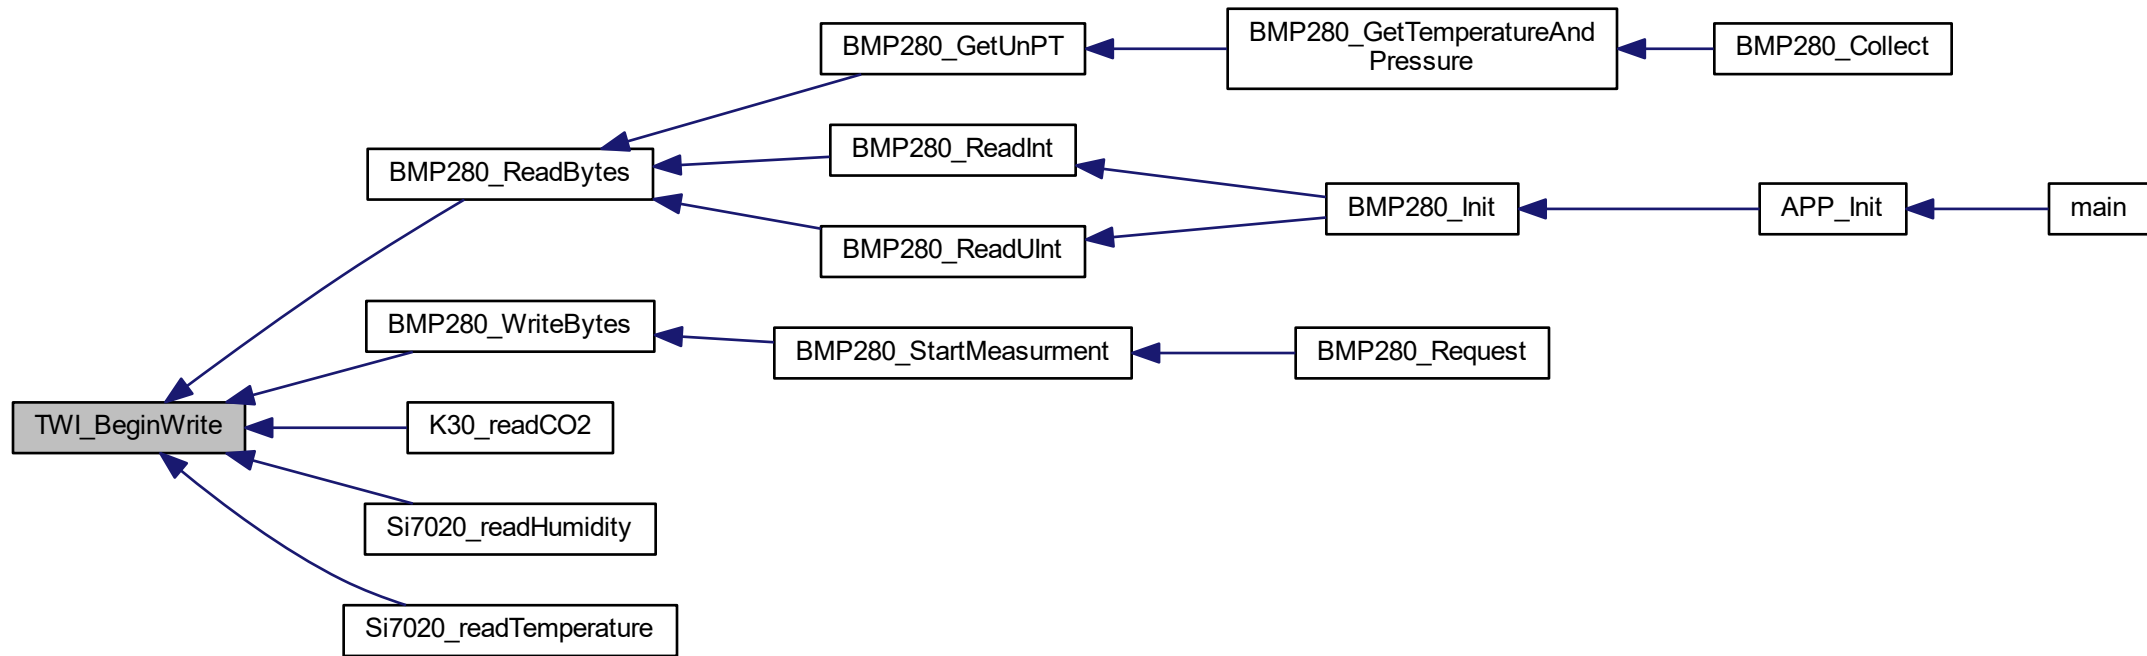 BMP280_GetUnPT
BMP280_GetTemperatureAnd
Pressure
BMP280_Collect
BMP280_ReadBytes
BMP280_ReadInt
BMP280_ReadUInt
BMP280_Init
APP_Init
main
BMP280_WriteBytes
BMP280_StartMeasurment
BMP280_Request
TWI_BeginWrite
K30_readCO2
Si7020_readHumidity
Si7020_readTemperature